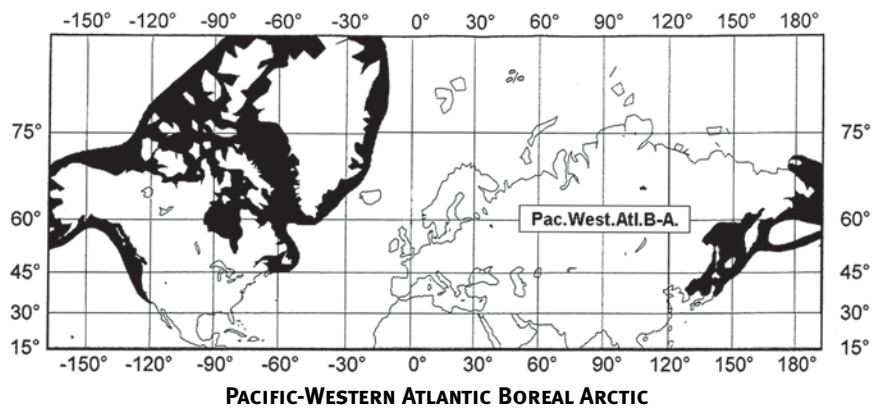 -150° -120° -90° -60° -30° 0° 30° 60° 90° 120° 150° 180°
75° 75°
60° Pac.West.Atl.B-A. 60°
45° 45°
30° 30°
15° 15°
-150° -120° -90° -60° -30° 0° 30° 60° 90° 120° 150° 180°
PACIFIC-WESTERN ATLANTIC BOREAL ARCTIC